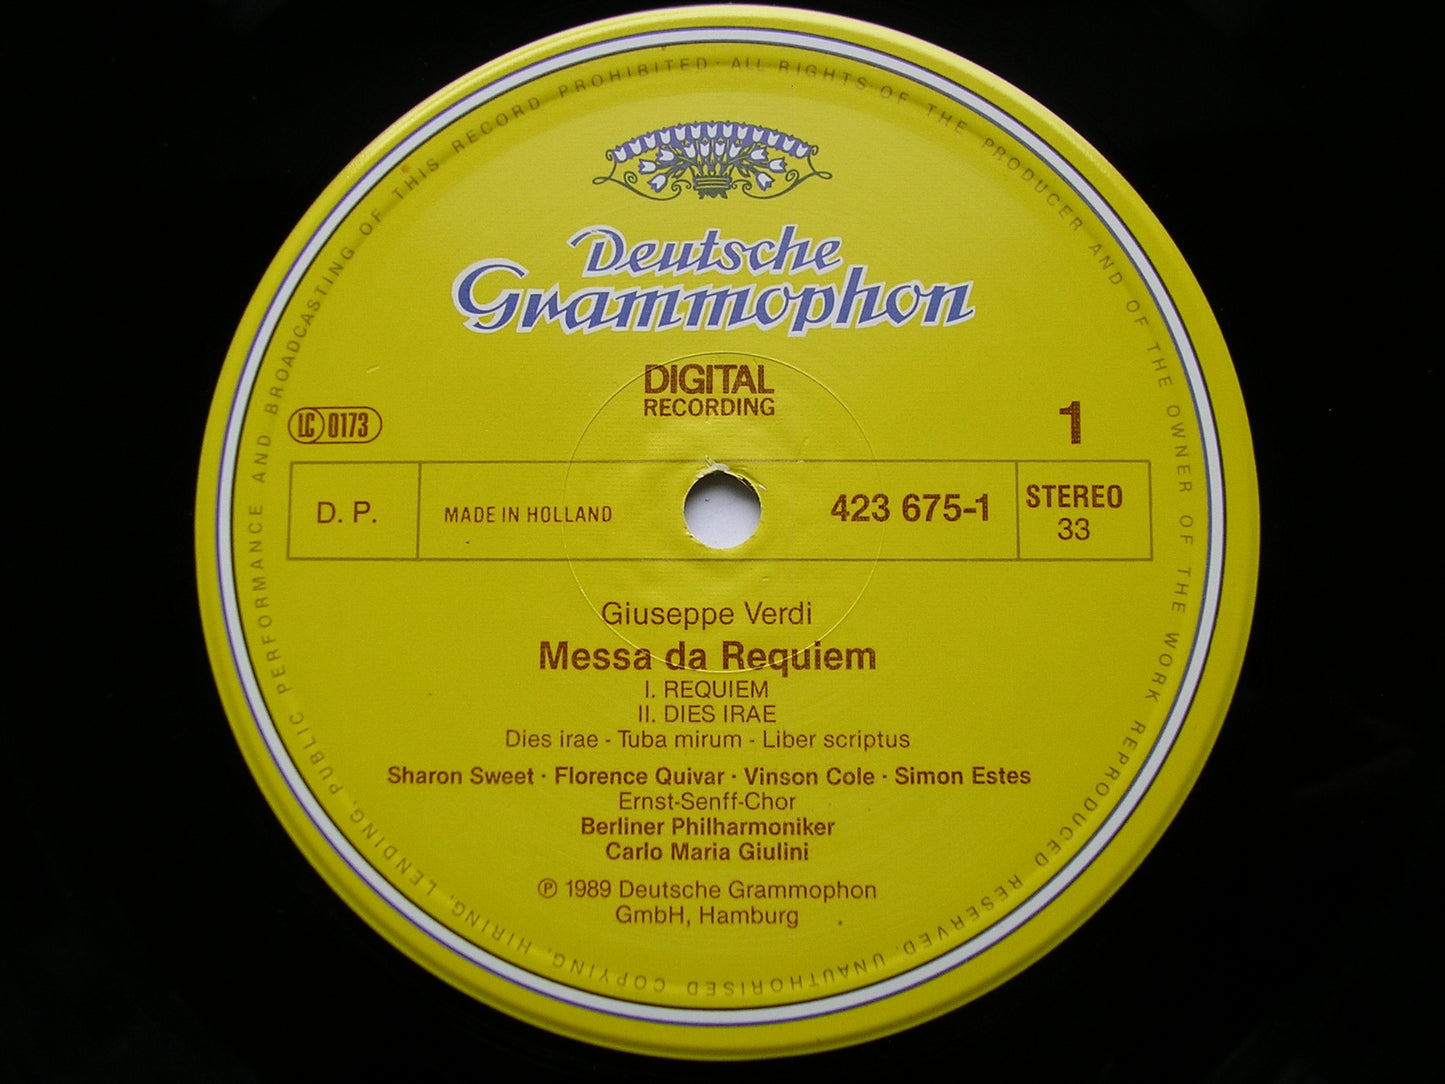 ALL RIGHTS OF THE PRODUCER AND OF THE OWNER OF THE WORK REPRODUCED RESERVED. UNAUTHORISED COPYING, HIRING, LENDING, PUBLIC PERFORMANCE AND BROADCASTING OF THIS RECORD PROHIBITED ·
Deutsche
Grammophon
DIGITAL
RECORDING
LC 0173
1
D. P.
MADE IN HOLLAND
423 675-1
STEREO
33
Giuseppe Verdi
Messa da Requiem
I. REQUIEM
II. DIES IRAE
Dies irae - Tuba mirum - Liber scriptus
Sharon Sweet · Florence Quivar · Vinson Cole · Simon Estes
Ernst-Senff-Chor
Berliner Philharmoniker
Carlo Maria Giulini
℗ 1989 Deutsche Grammophon
GmbH, Hamburg